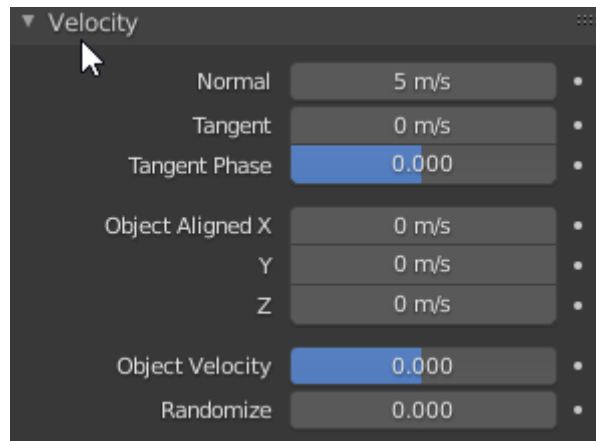 Velocity
Normal 5 m/s
Tangent 0 m/s
Tangent Phase 0.000
Object Aligned X 0 m/s
Y 0 m/s
Z 0 m/s
Object Velocity 0.000
Randomize 0.000